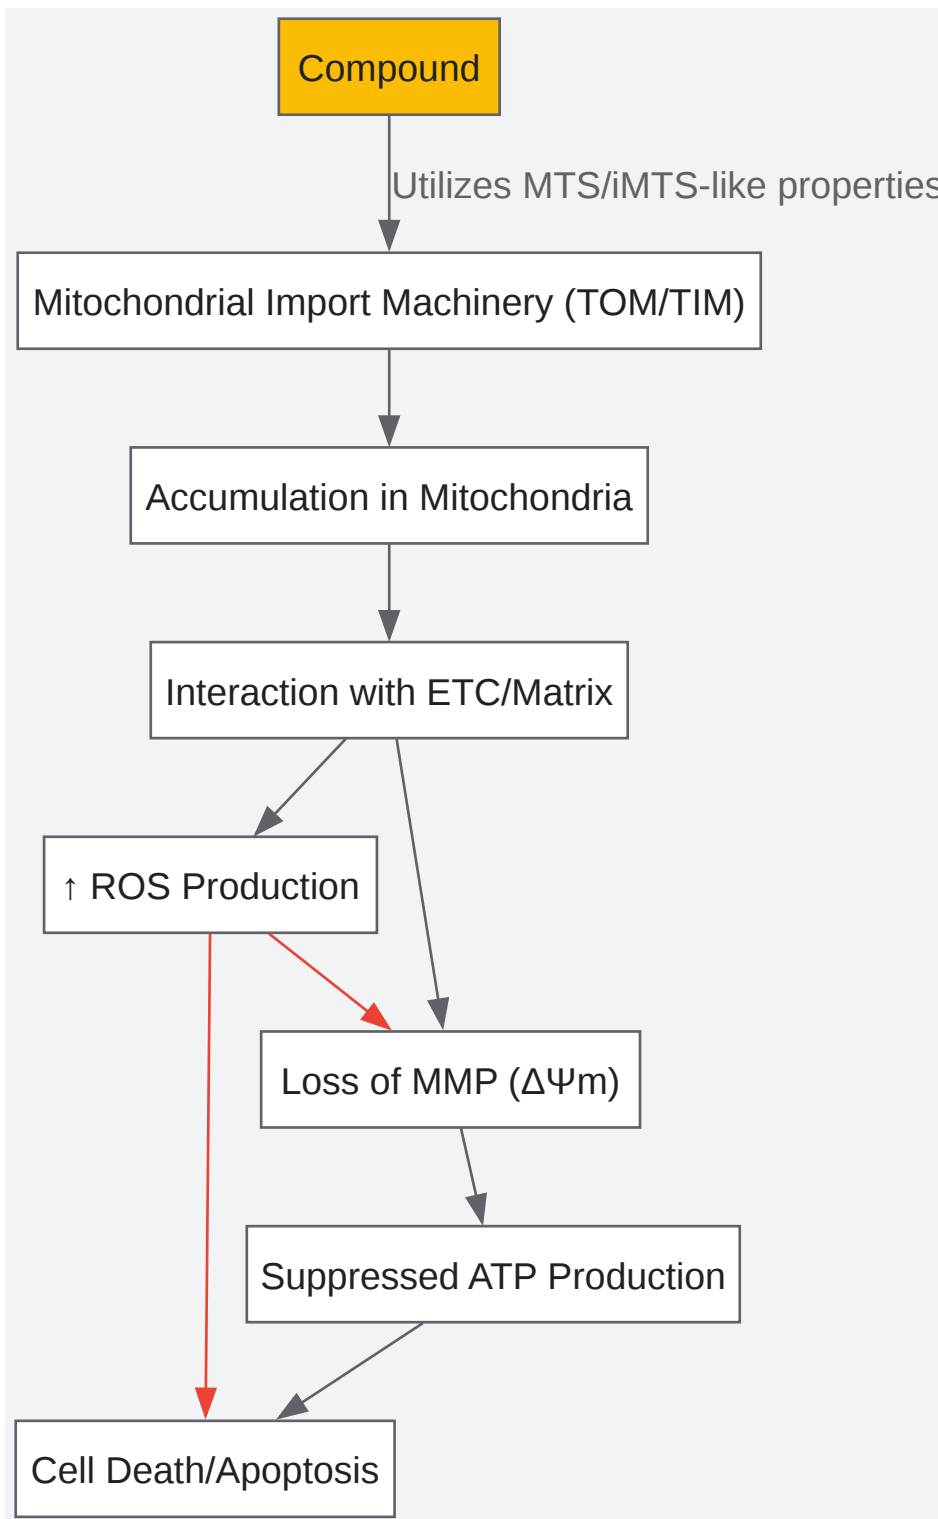 Compound
Utilizes MTS/iMTS-like properties
Mitochondrial Import Machinery (TOM/TIM)
Accumulation in Mitochondria
Interaction with ETC/Matrix
↑ ROS Production
Loss of MMP (ΔΨm)
Suppressed ATP Production
Cell Death/Apoptosis